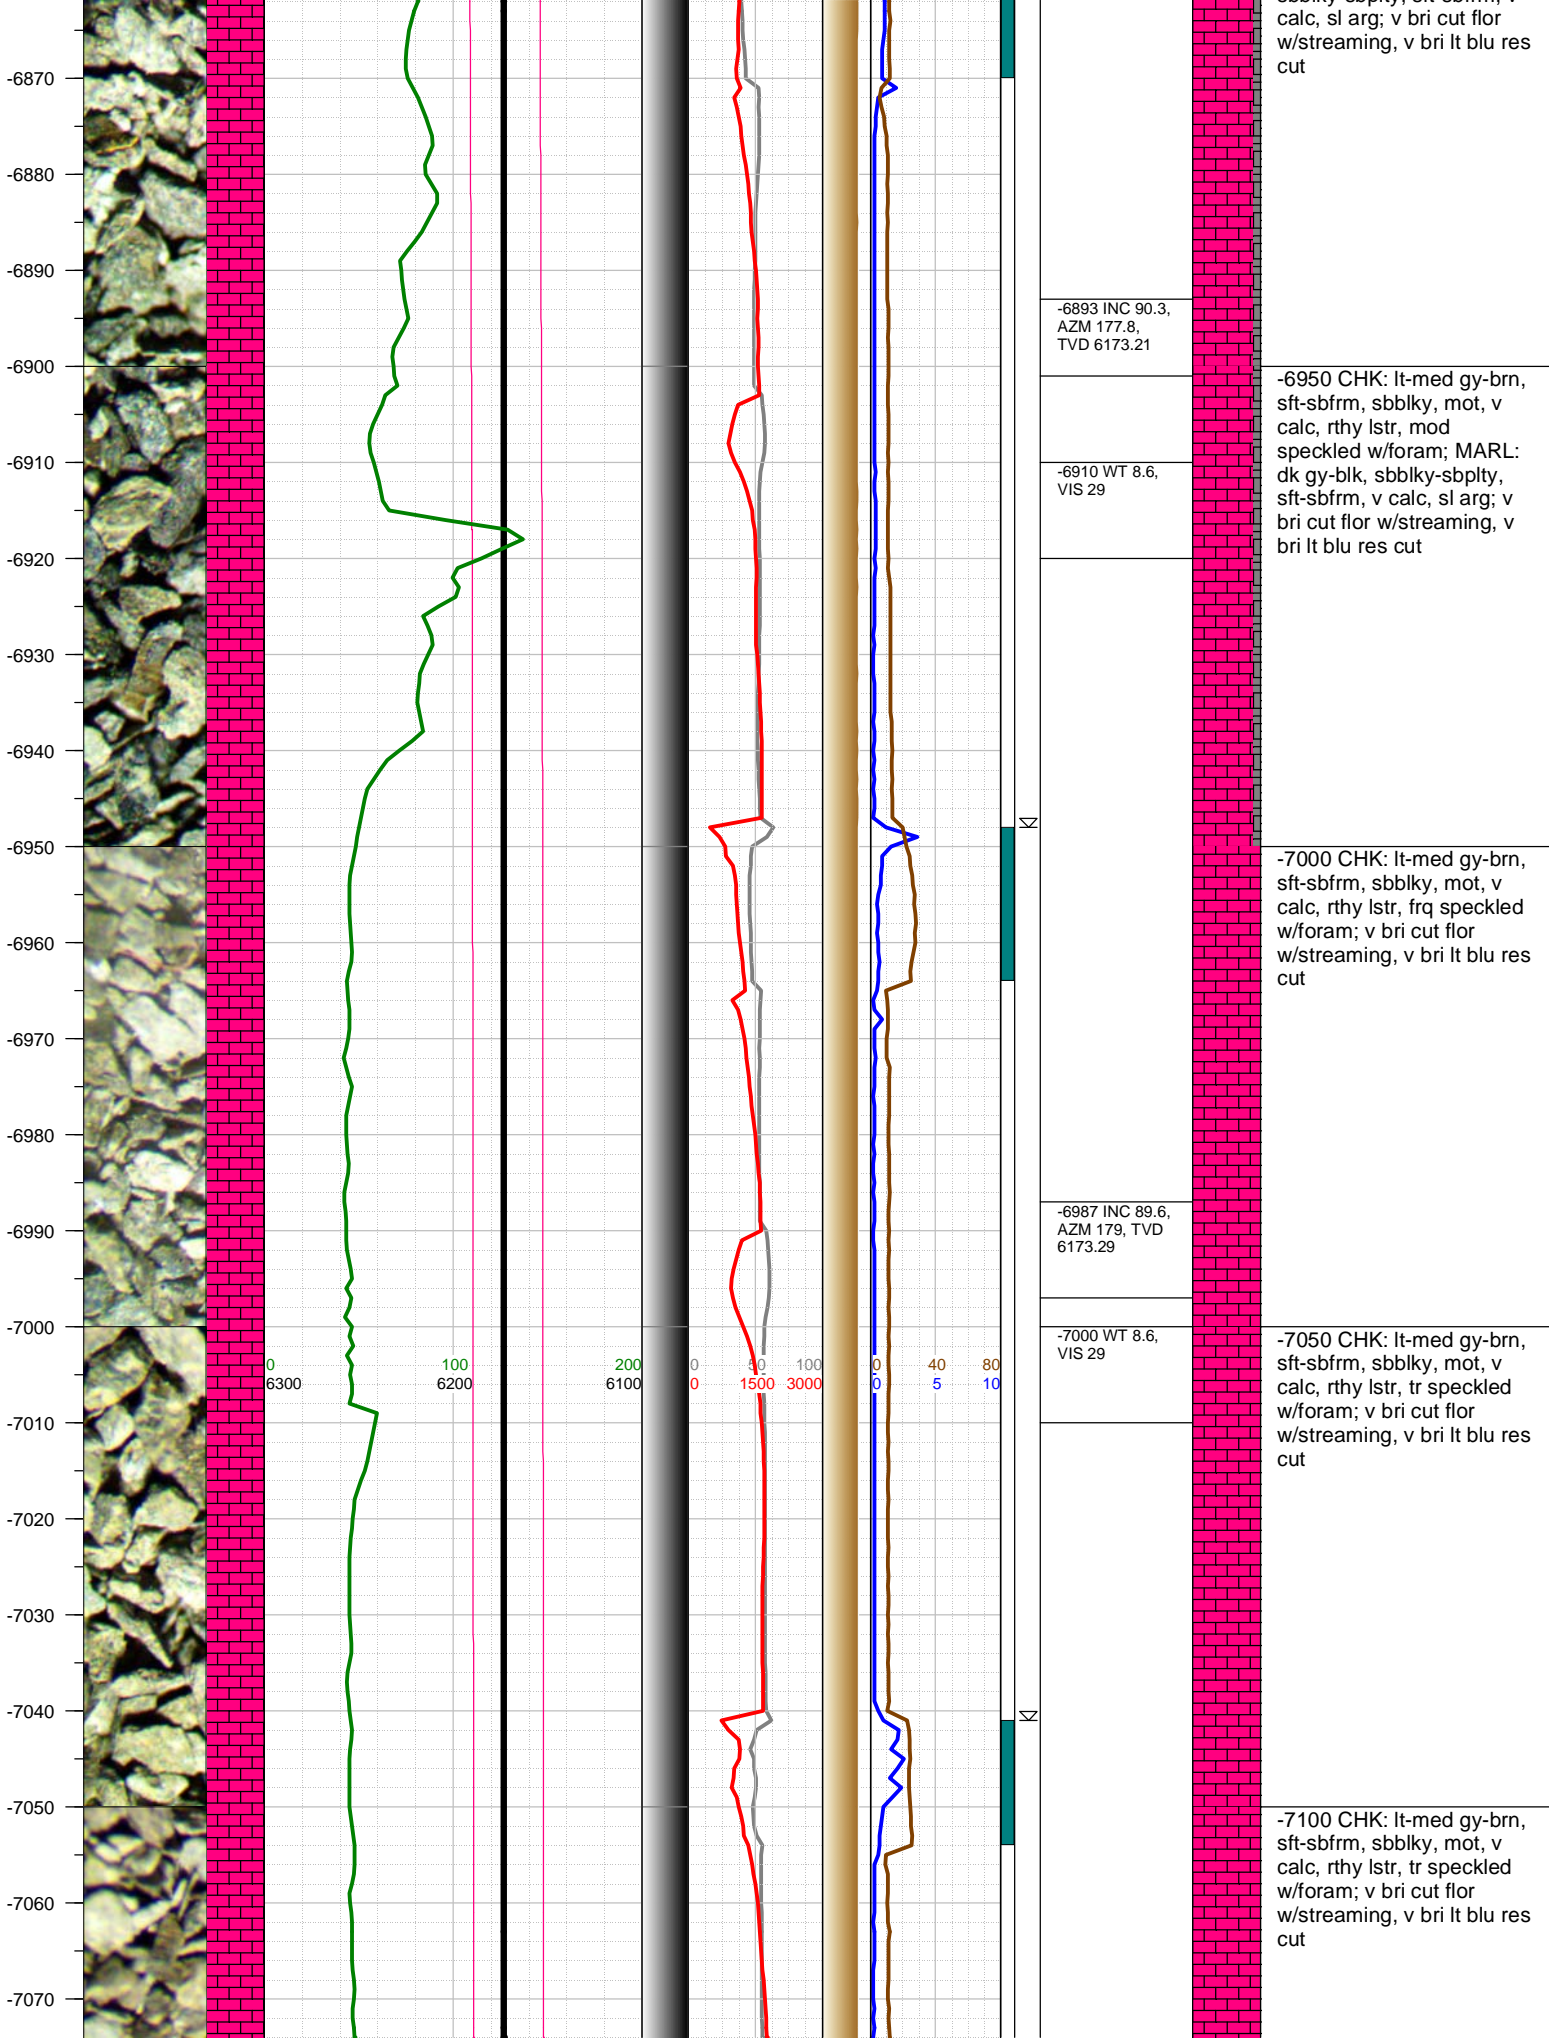 sbblky-sbplty, sft-sbfrm, v
calc, sl arg; v bri cut flor
w/streaming, v bri lt blu res
cut
-6870
-6880
-6890
-6893 INC 90.3,
AZM 177.8,
TVD 6173.21
-6900
-6950 CHK: lt-med gy-brn,
sft-sbfrm, sbblky, mot, v
calc, rthy lstr, mod
speckled w/foram; MARL:
dk gy-blk, sbblky-sbplty,
sft-sbfrm, v calc, sl arg; v
bri cut flor w/streaming, v
bri lt blu res cut
-6910
-6910 WT 8.6,
VIS 29
-6920
-6930
-6940
-6950
-7000 CHK: lt-med gy-brn,
sft-sbfrm, sbblky, mot, v
calc, rthy lstr, frq speckled
w/foram; v bri cut flor
w/streaming, v bri lt blu res
cut
-6960
-6970
-6980
-6987 INC 89.6,
AZM 179, TVD
6173.29
-6990
-7000
-7000 WT 8.6,
VIS 29
-7050 CHK: lt-med gy-brn,
sft-sbfrm, sbblky, mot, v
calc, rthy lstr, tr speckled
w/foram; v bri cut flor
w/streaming, v bri lt blu res
cut
0 100 200 0 50 100 0 40 80
6300 6200 6100 0 1500 3000 0 5 10
-7010
-7020
-7030
-7040
-7050
-7100 CHK: lt-med gy-brn,
sft-sbfrm, sbblky, mot, v
calc, rthy lstr, tr speckled
w/foram; v bri cut flor
w/streaming, v bri lt blu res
cut
-7060
-7070